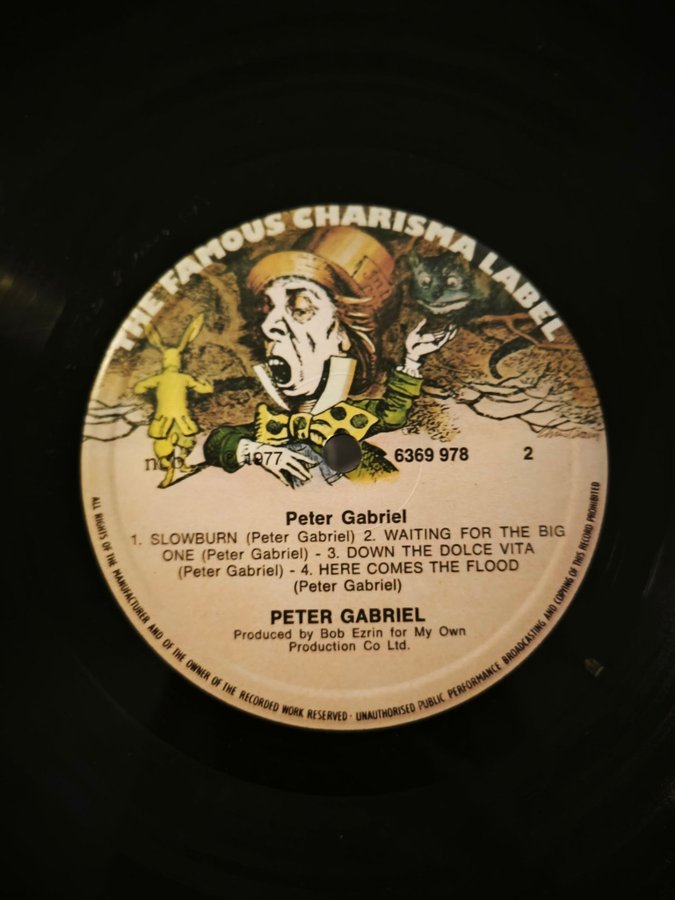 THE FAMOUS CHARISMA LABEL
ncb ℗ 1977
6369 978 2
Peter Gabriel
1. SLOWBURN (Peter Gabriel) 2. WAITING FOR THE BIG
ONE (Peter Gabriel) - 3. DOWN THE DOLCE VITA
(Peter Gabriel) - 4. HERE COMES THE FLOOD
(Peter Gabriel)
PETER GABRIEL
Produced by Bob Ezrin for My Own
Production Co Ltd.
ALL RIGHTS OF THE MANUFACTURER AND OF THE OWNER OF THE RECORDED WORK RESERVED · UNAUTHORISED PUBLIC PERFORMANCE BROADCASTING AND COPYING OF THIS RECORD PROHIBITED